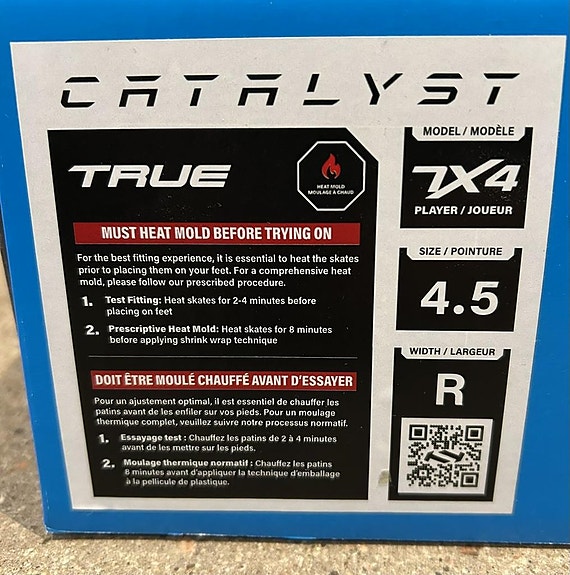 CATALYST
TRUE
HEAT MOLD
MOULAGE À CHAUD
MUST HEAT MOLD BEFORE TRYING ON
For the best fitting experience, it is essential to heat the skates
prior to placing them on your feet. For a comprehensive heat
mold, please follow our prescribed procedure.
1. Test Fitting: Heat skates for 2-4 minutes before
placing on feet
2. Prescriptive Heat Mold: Heat skates for 8 minutes
before applying shrink wrap technique
DOIT ÊTRE MOULÉ CHAUFFÉ AVANT D'ESSAYER
Pour un ajustement optimal, il est essentiel de chauffer les
patins avant de les enfiler sur vos pieds. Pour un moulage
thermique complet, veuillez suivre notre processus normatif.
1. Essayage test : Chauffez les patins de 2 à 4 minutes
avant de les mettre sur les pieds.
2. Moulage thermique normatif : Chauffez les patins
8 minutes avant d'appliquer la technique d'emballage
à la pellicule de plastique.
MODEL / MODÈLE
7X4
PLAYER / JOUEUR
SIZE / POINTURE
4.5
WIDTH / LARGEUR
R